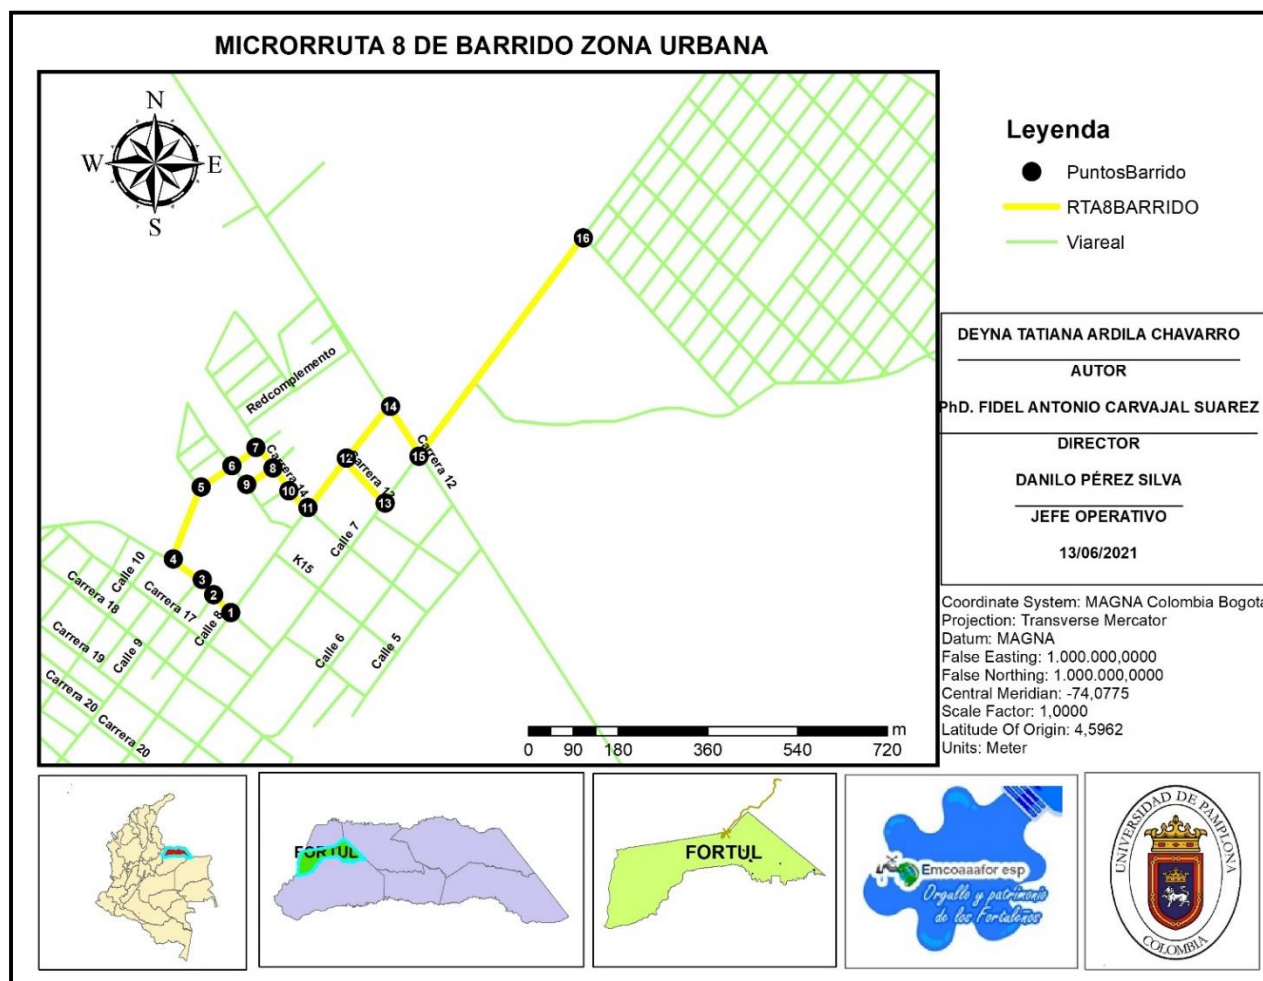 MICRORRUTA 8 DE BARRIDO ZONA URBANA
N
W E
S
16
14
Redcomplemento
7
6
8
Carrera 14
12
15
Carrera 12
9
5
10
Carrera 13
11
13
Calle 7
4
K15
3
2
1
Calle 10
Carrera 18
Carrera 17
Calle 8
Calle 9
Carrera 19
Calle 6
Calle 5
Carrera 20
Carrera 20
m
0 90 180 360 540 720
Leyenda
PuntosBarrido
RTA8BARRIDO
Viareal
DEYNA TATIANA ARDILA CHAVARRO
AUTOR
PhD. FIDEL ANTONIO CARVAJAL SUAREZ
DIRECTOR
DANILO PÉREZ SILVA
JEFE OPERATIVO
13/06/2021
Coordinate System: MAGNA Colombia Bogota
Projection: Transverse Mercator
Datum: MAGNA
False Easting: 1.000.000,0000
False Northing: 1.000.000,0000
Central Meridian: -74,0775
Scale Factor: 1,0000
Latitude Of Origin: 4,5962
Units: Meter
FORTUL
FORTUL
Emcoaaafor esp
Orgullo y patrimonio
de los Fortuleños
UNIVERSIDAD DE PAMPLONA
COLOMBIA